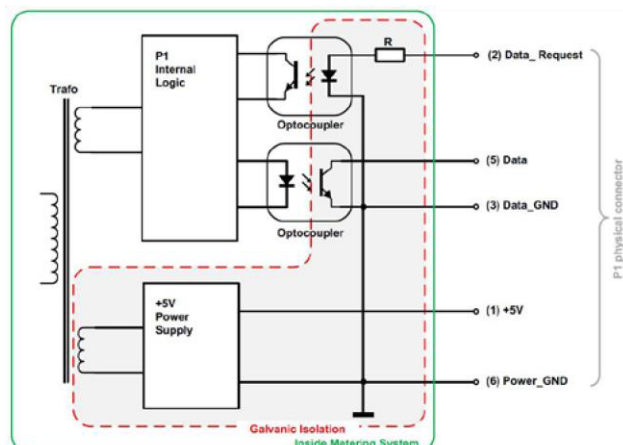 P1
Internal
Logic
Trafo
R
(2) Data_ Request
Optocoupler
(5) Data
(3) Data_GND
Optocoupler
P1 physical connector
+5V
Power
Supply
(1) +5V
(6) Power_GND
Galvanic Isolation
Inside Metering System